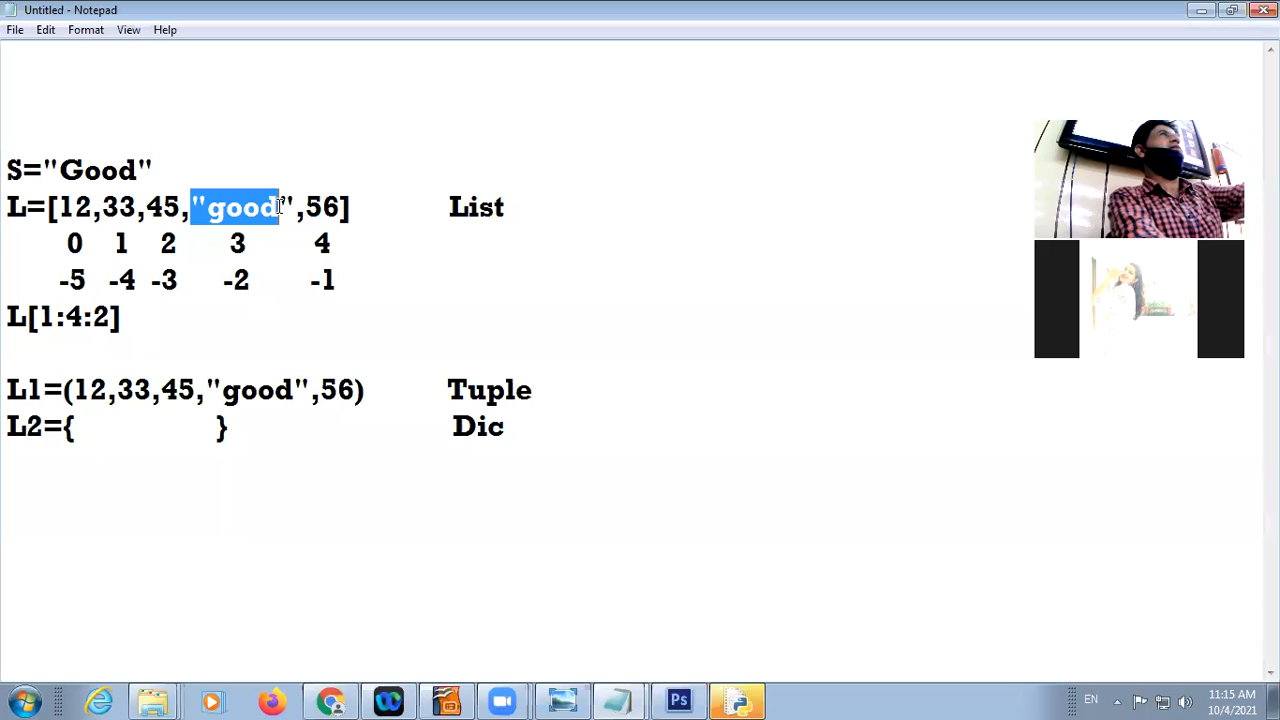 Untitled - Notepad
File Edit Format View Help
S="Good"
L=[12,33,45,"good",56] List
0 1 2 3 4
-5 -4 -3 -2 -1
L[1:4:2]
L1=(12,33,45,"good",56) Tuple
L2={ } Dic
Ps
EN
11:15 AM
10/4/2021